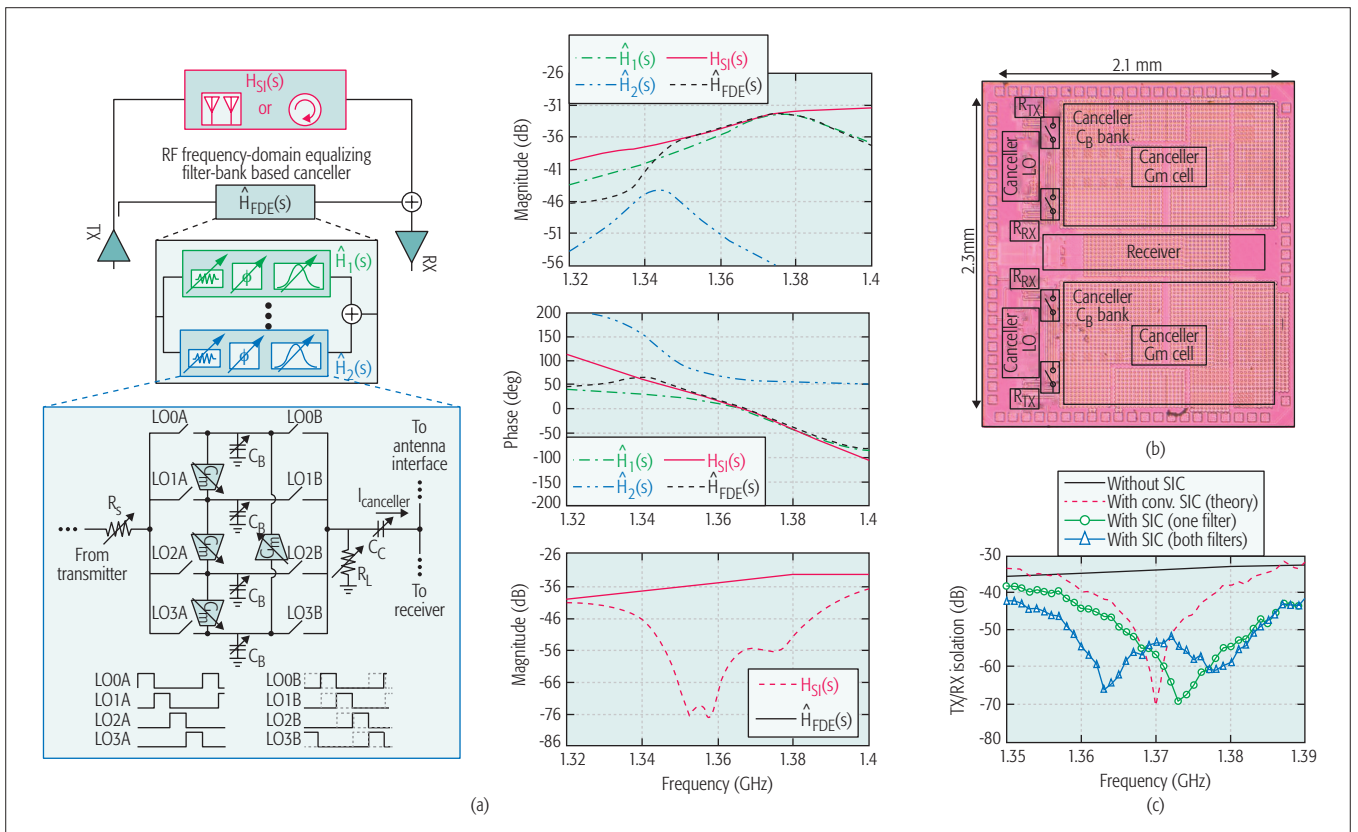 H_SI(s)
or
RF frequency-domain equalizing
filter-bank based canceller
Ĥ_FDE(s)
TX
RX
Ĥ_1(s)
ϕ
Ĥ_2(s)
ϕ
LO0A
LO0B
C_B
Gm
LO1A
LO1B
R_s
C_B
Gm
Gm
LO2A
LO2B
From
transmitter
C_B
Gm
LO3A
LO3B
C_B
R_L
I_canceller
C_C
To
antenna
interface
To
receiver
LO0A
LO1A
LO2A
LO3A
LO0B
LO1B
LO2B
LO3B
Ĥ_1(s)
H_SI(s)
Ĥ_2(s)
Ĥ_FDE(s)
Magnitude (dB)
-26
-31
-36
-41
-46
-51
-56
1.32
1.34
1.36
1.38
1.4
Phase (deg)
200
150
100
50
0
-50
-100
-150
-200
Ĥ_1(s)
H_SI(s)
Ĥ_2(s)
Ĥ_FDE(s)
1.32
1.34
1.36
1.38
1.4
Magnitude (dB)
-26
-36
-46
-56
-66
-76
-86
H_SI(s)
Ĥ_FDE(s)
1.32
1.34
1.36
1.38
1.4
Frequency (GHz)
(a)
2.1 mm
2.3mm
R_TX
Canceller
C_B bank
Canceller
Gm cell
Canceller
LO
R_RX
Receiver
R_RX
Canceller
C_B bank
Canceller
Gm cell
Canceller
LO
R_TX
(b)
Without SIC
With conv. SIC (theory)
With SIC (one filter)
With SIC (both filters)
TX/RX isolation (dB)
-30
-40
-50
-60
-70
-80
1.35
1.36
1.37
1.38
1.39
Frequency (GHz)
(c)